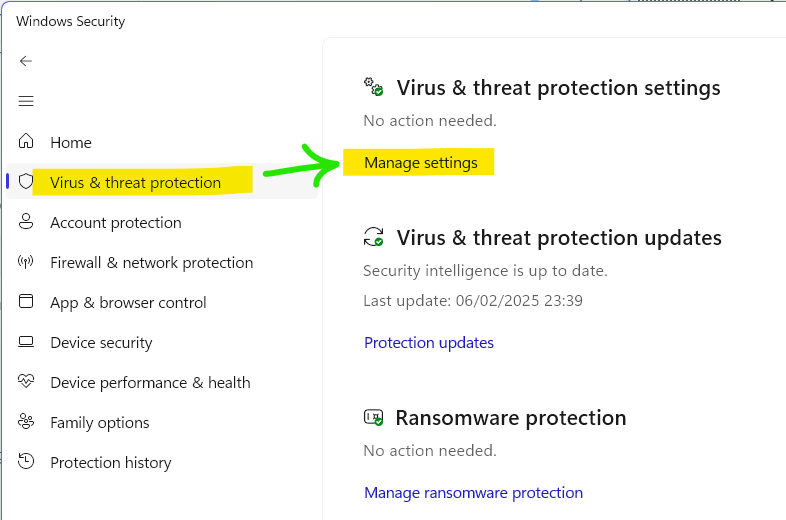 Windows Security
Home
Virus & threat protection
Account protection
Firewall & network protection
App & browser control
Device security
Device performance & health
Family options
Protection history
Virus & threat protection settings
No action needed.
Manage settings
Virus & threat protection updates
Security intelligence is up to date.
Last update: 06/02/2025 23:39
Protection updates
Ransomware protection
No action needed.
Manage ransomware protection